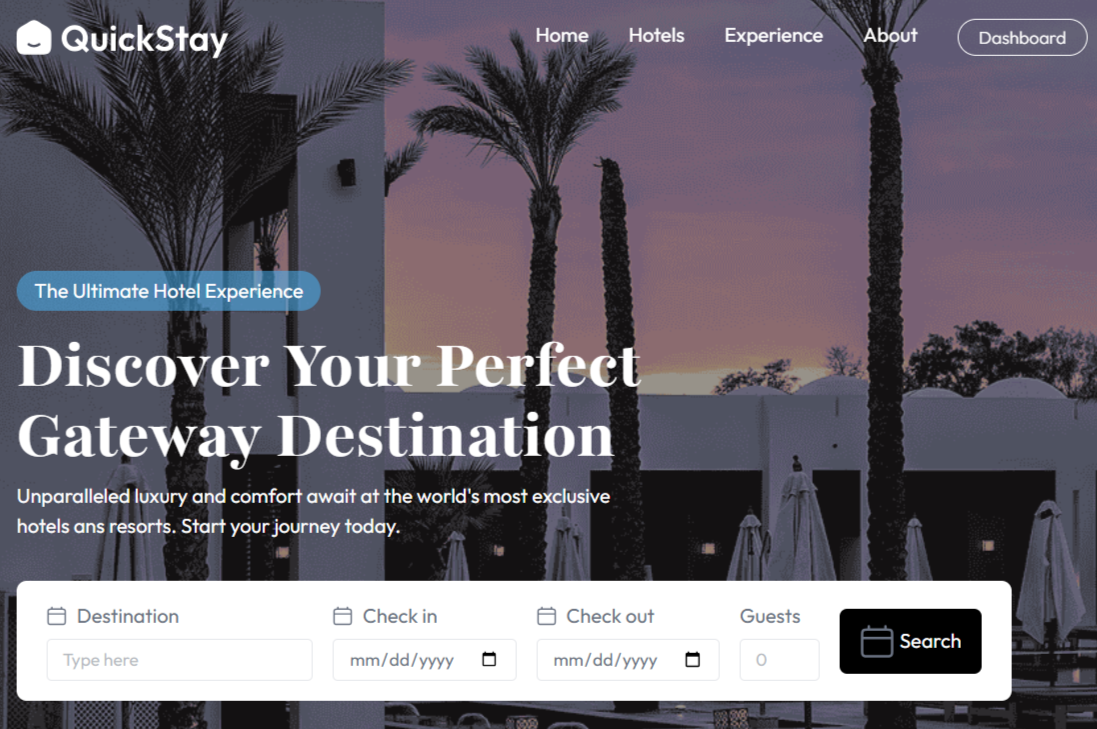 QuickStay
Home Hotels Experience About Dashboard
The Ultimate Hotel Experience
Discover Your Perfect
Gateway Destination
Unparalleled luxury and comfort await at the world's most exclusive
hotels ans resorts. Start your journey today.
Destination Check in Check out Guests
Type here mm/dd/yyyy mm/dd/yyyy 0
Search